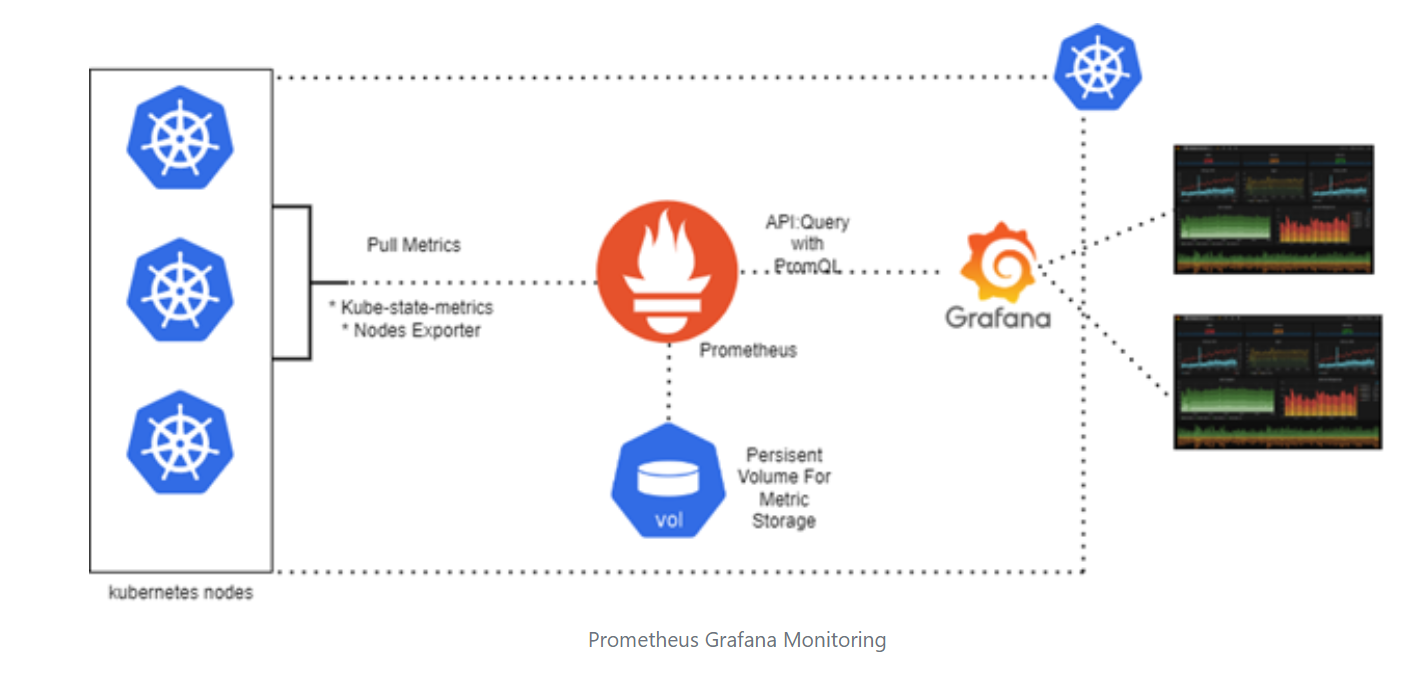 Pull Metrics
* Kube-state-metrics
* Nodes Exporter
kubernetes nodes
Prometheus
API:Query
with
PromQL
Grafana
vol
Persisent
Volume For
Metric
Storage
Prometheus Grafana Monitoring